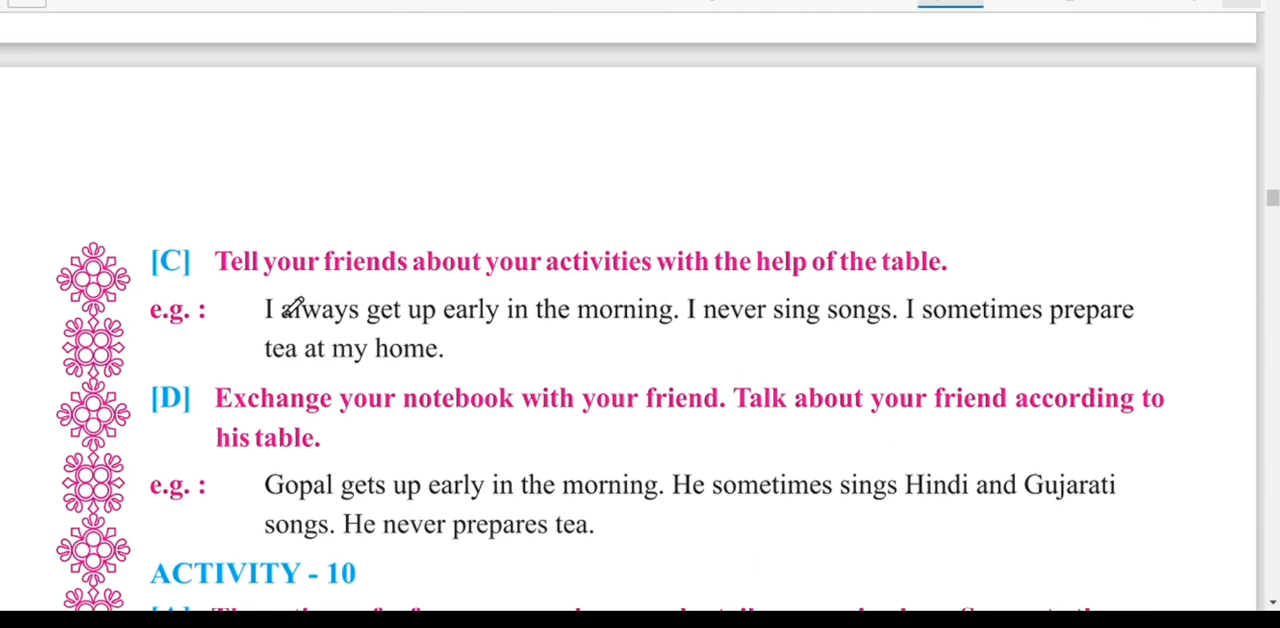 [C] Tell your friends about your activities with the help of the table.
e.g. : I always get up early in the morning. I never sing songs. I sometimes prepare
tea at my home.
[D] Exchange your notebook with your friend. Talk about your friend according to
his table.
e.g. : Gopal gets up early in the morning. He sometimes sings Hindi and Gujarati
songs. He never prepares tea.
ACTIVITY - 10